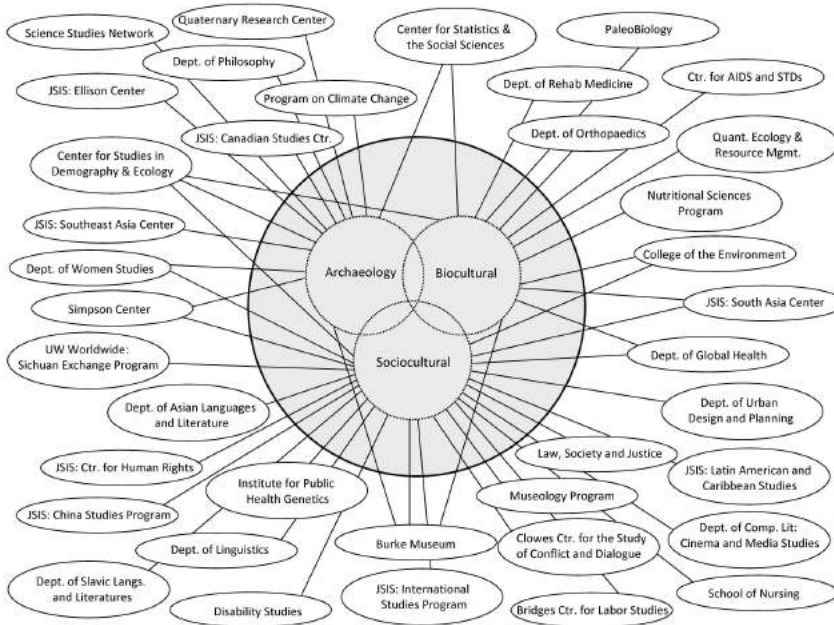 Quaternary Research Center
Science Studies Network
Center for Statistics &
the Social Sciences
PaleoBiology
Dept. of Philosophy
JSIS: Ellison Center
Program on Climate Change
Dept. of Rehab Medicine
Ctr. for AIDS and STDs
JSIS: Canadian Studies Ctr.
Dept. of Orthopaedics
Quant. Ecology &
Resource Mgmt.
Center for Studies in
Demography & Ecology
Nutritional Sciences
Program
JSIS: Southeast Asia Center
College of the Environment
Dept. of Women Studies
Archaeology
Biocultural
Simpson Center
JSIS: South Asia Center
UW Worldwide:
Sichuan Exchange Program
Sociocultural
Dept. of Global Health
Dept. of Asian Languages
and Literature
Dept. of Urban
Design and Planning
Law, Society and Justice
JSIS: Ctr. for Human Rights
JSIS: Latin American and
Caribbean Studies
Institute for Public
Health Genetics
Museology Program
JSIS: China Studies Program
Dept. of Linguistics
Burke Museum
Clowes Ctr. for the Study
of Conflict and Dialogue
Dept. of Comp. Lit:
Cinema and Media Studies
Dept. of Slavic Langs.
and Literatures
JSIS: International
Studies Program
School of Nursing
Disability Studies
Bridges Ctr. for Labor Studies